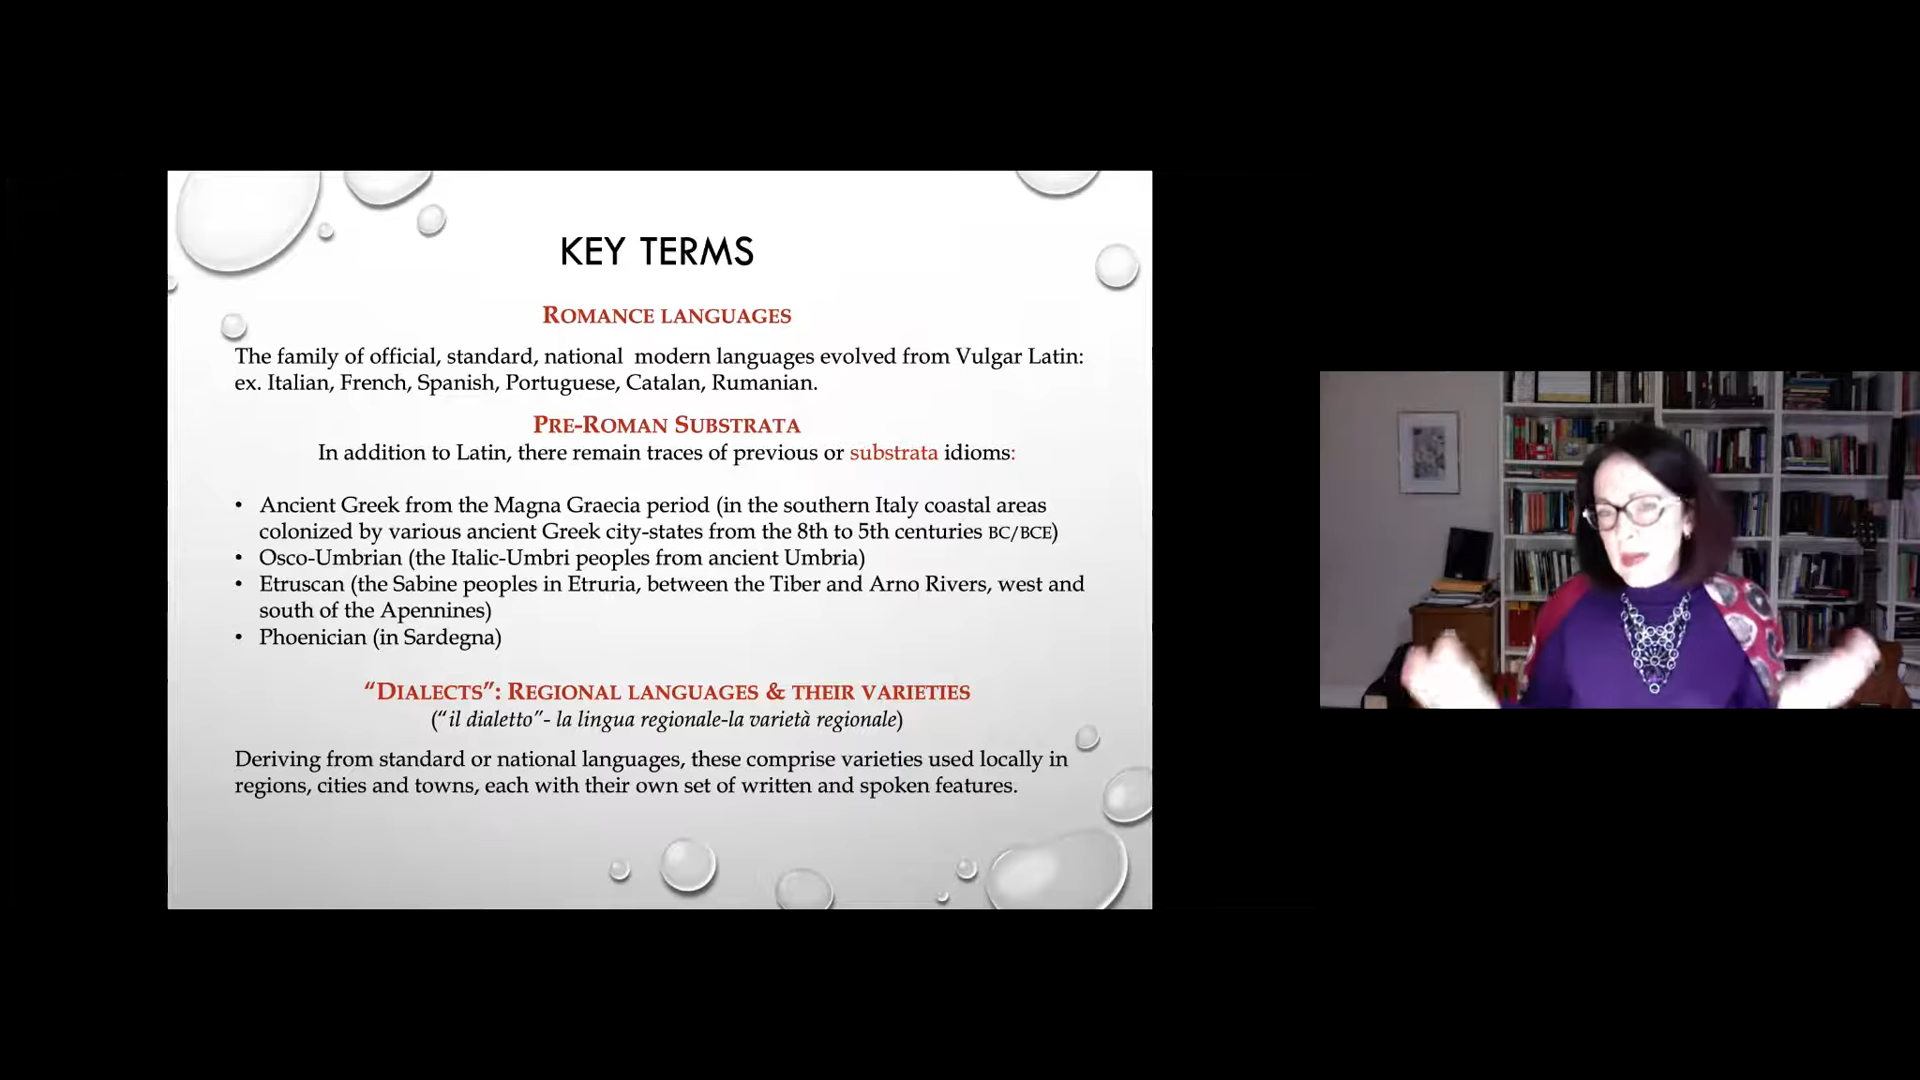 KEY TERMS
ROMANCE LANGUAGES
The family of official, standard, national modern languages evolved from Vulgar Latin:
ex. Italian, French, Spanish, Portuguese, Catalan, Rumanian.
PRE-ROMAN SUBSTRATA
In addition to Latin, there remain traces of previous or substrata idioms:
• Ancient Greek from the Magna Graecia period (in the southern Italy coastal areas
colonized by various ancient Greek city-states from the 8th to 5th centuries BC/BCE)
• Osco-Umbrian (the Italic-Umbri peoples from ancient Umbria)
• Etruscan (the Sabine peoples in Etruria, between the Tiber and Arno Rivers, west and
south of the Apennines)
• Phoenician (in Sardegna)
“DIALECTS”: REGIONAL LANGUAGES & THEIR VARIETIES
(“il dialetto”- la lingua regionale-la varietà regionale)
Deriving from standard or national languages, these comprise varieties used locally in
regions, cities and towns, each with their own set of written and spoken features.